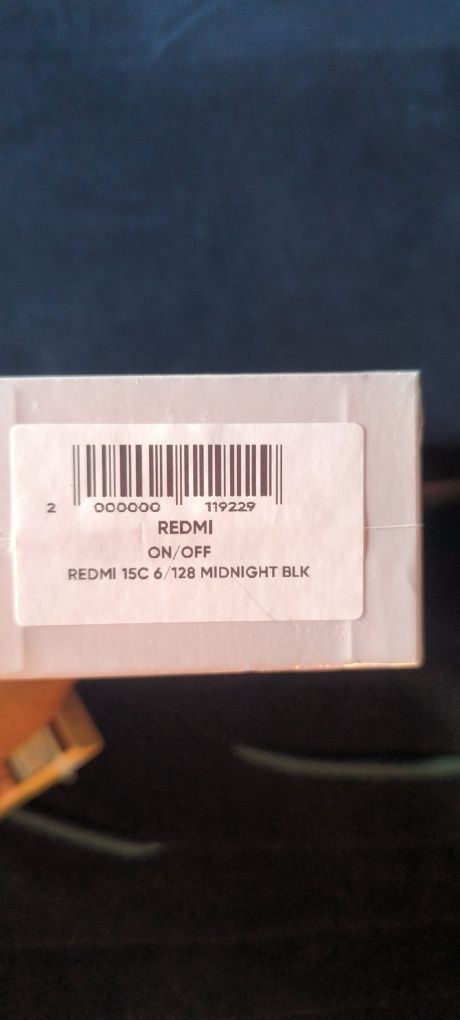 2 000000 119229
REDMI
ON/OFF
REDMI 15C 6/128 MIDNIGHT BLK